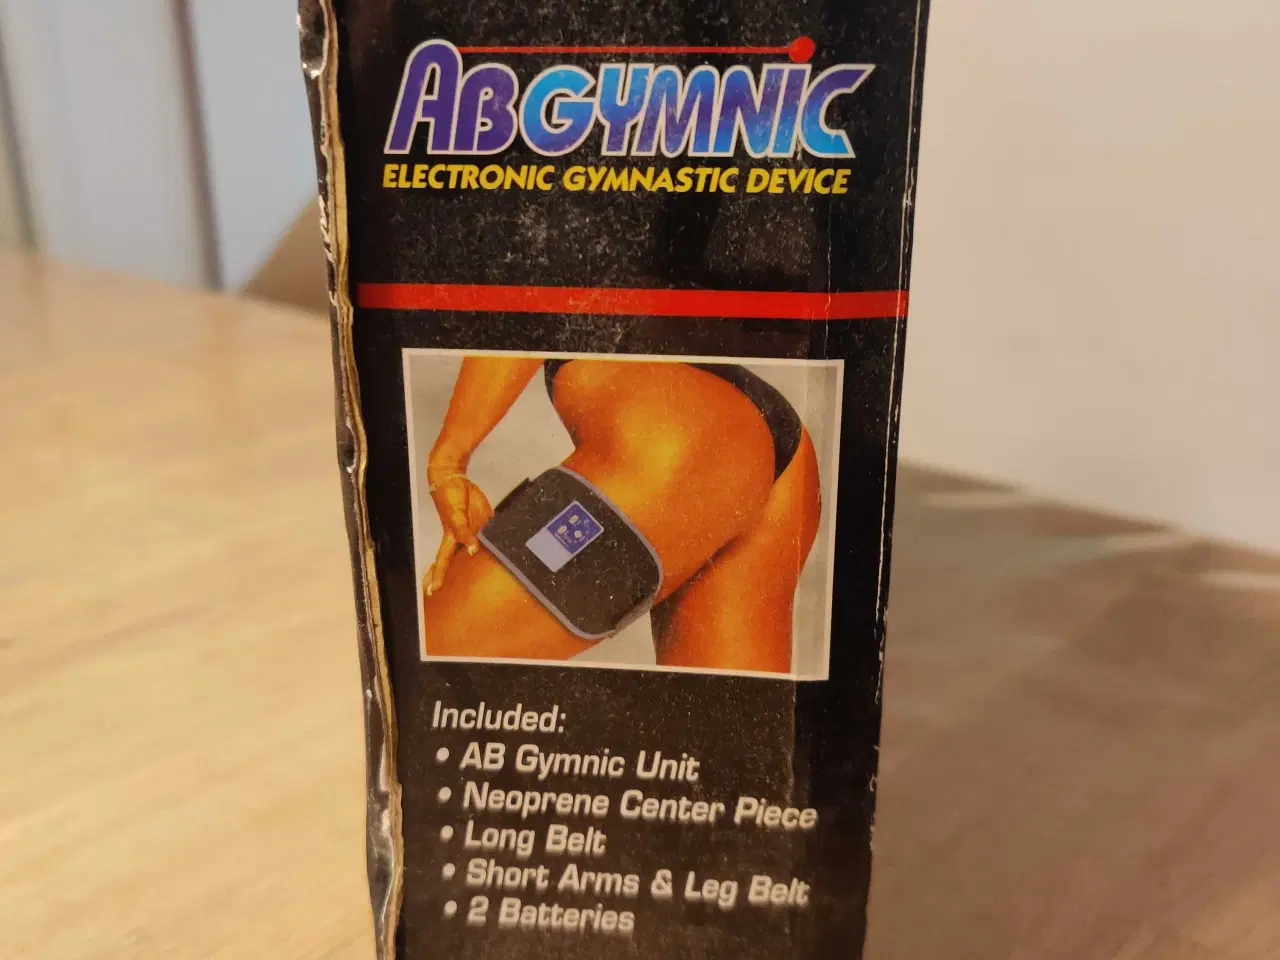 ABGYMNIC
ELECTRONIC GYMNASTIC DEVICE
Included:
• AB Gymnic Unit
• Neoprene Center Piece
• Long Belt
• Short Arms & Leg Belt
• 2 Batteries